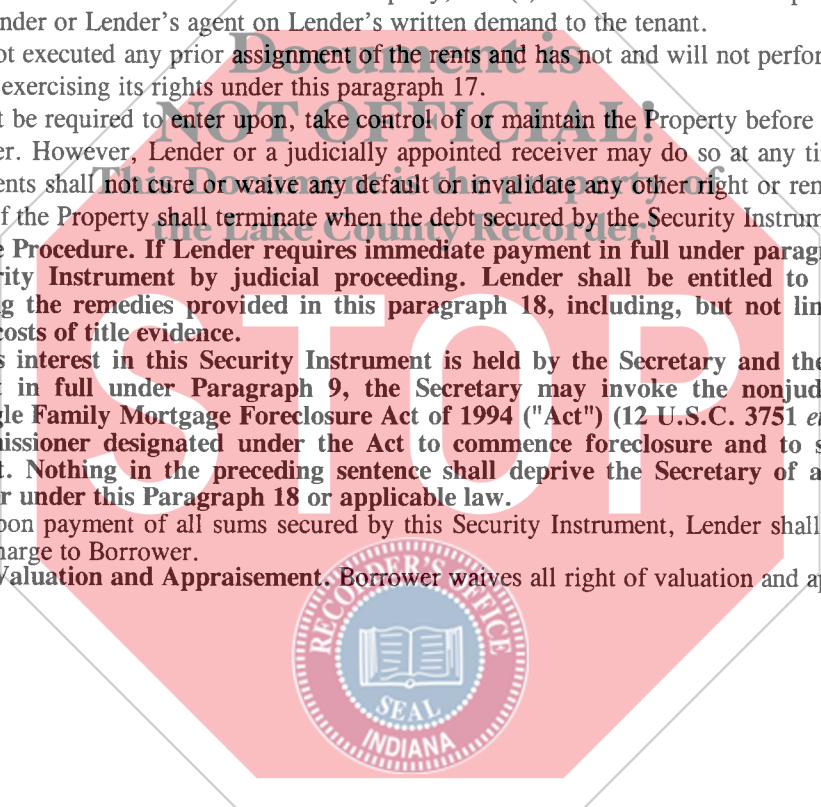 nder or Lender's agent on Lender's written demand to the tenant.
ot executed any prior assignment of the rents and has not and will not perfor
exercising its rights under this paragraph 17.
t be required to enter upon, take control of or maintain the Property before
er. However, Lender or a judicially appointed receiver may do so at any ti
ents shall not cure or waive any default or invalidate any other right or rem
f the Property shall terminate when the debt secured by the Security Instrum
e Procedure. If Lender requires immediate payment in full under paragr
rity Instrument by judicial proceeding. Lender shall be entitled to
g the remedies provided in this paragraph 18, including, but not lim
costs of title evidence.
s interest in this Security Instrument is held by the Secretary and the
t in full under Paragraph 9, the Secretary may invoke the nonjud
gle Family Mortgage Foreclosure Act of 1994 ("Act") (12 U.S.C. 3751 e
nissioner designated under the Act to commence foreclosure and to s
t. Nothing in the preceding sentence shall deprive the Secretary of a
r under this Paragraph 18 or applicable law.
pon payment of all sums secured by this Security Instrument, Lender shall
harge to Borrower.
Valuation and Appraisement. Borrower waives all right of valuation and ap
Document is
NOT OFFICIAL!
This Document is the property of
the Lake County Recorder!
STOP
RECORDER'S OFFICE
SEAL
INDIANA